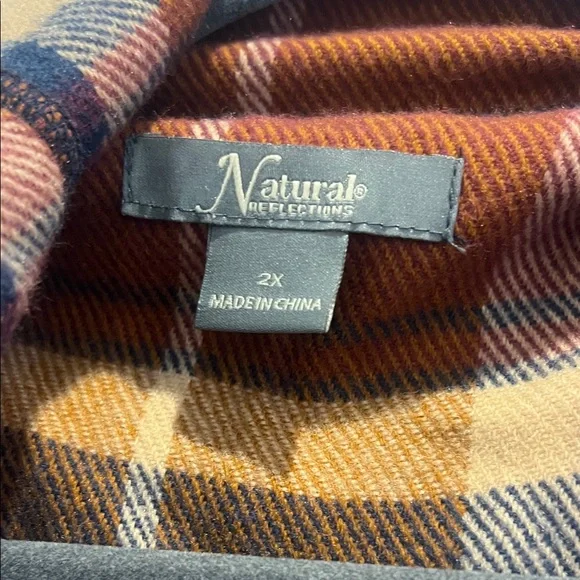 Natural®
REFLECTIONS
2X
MADE IN CHINA